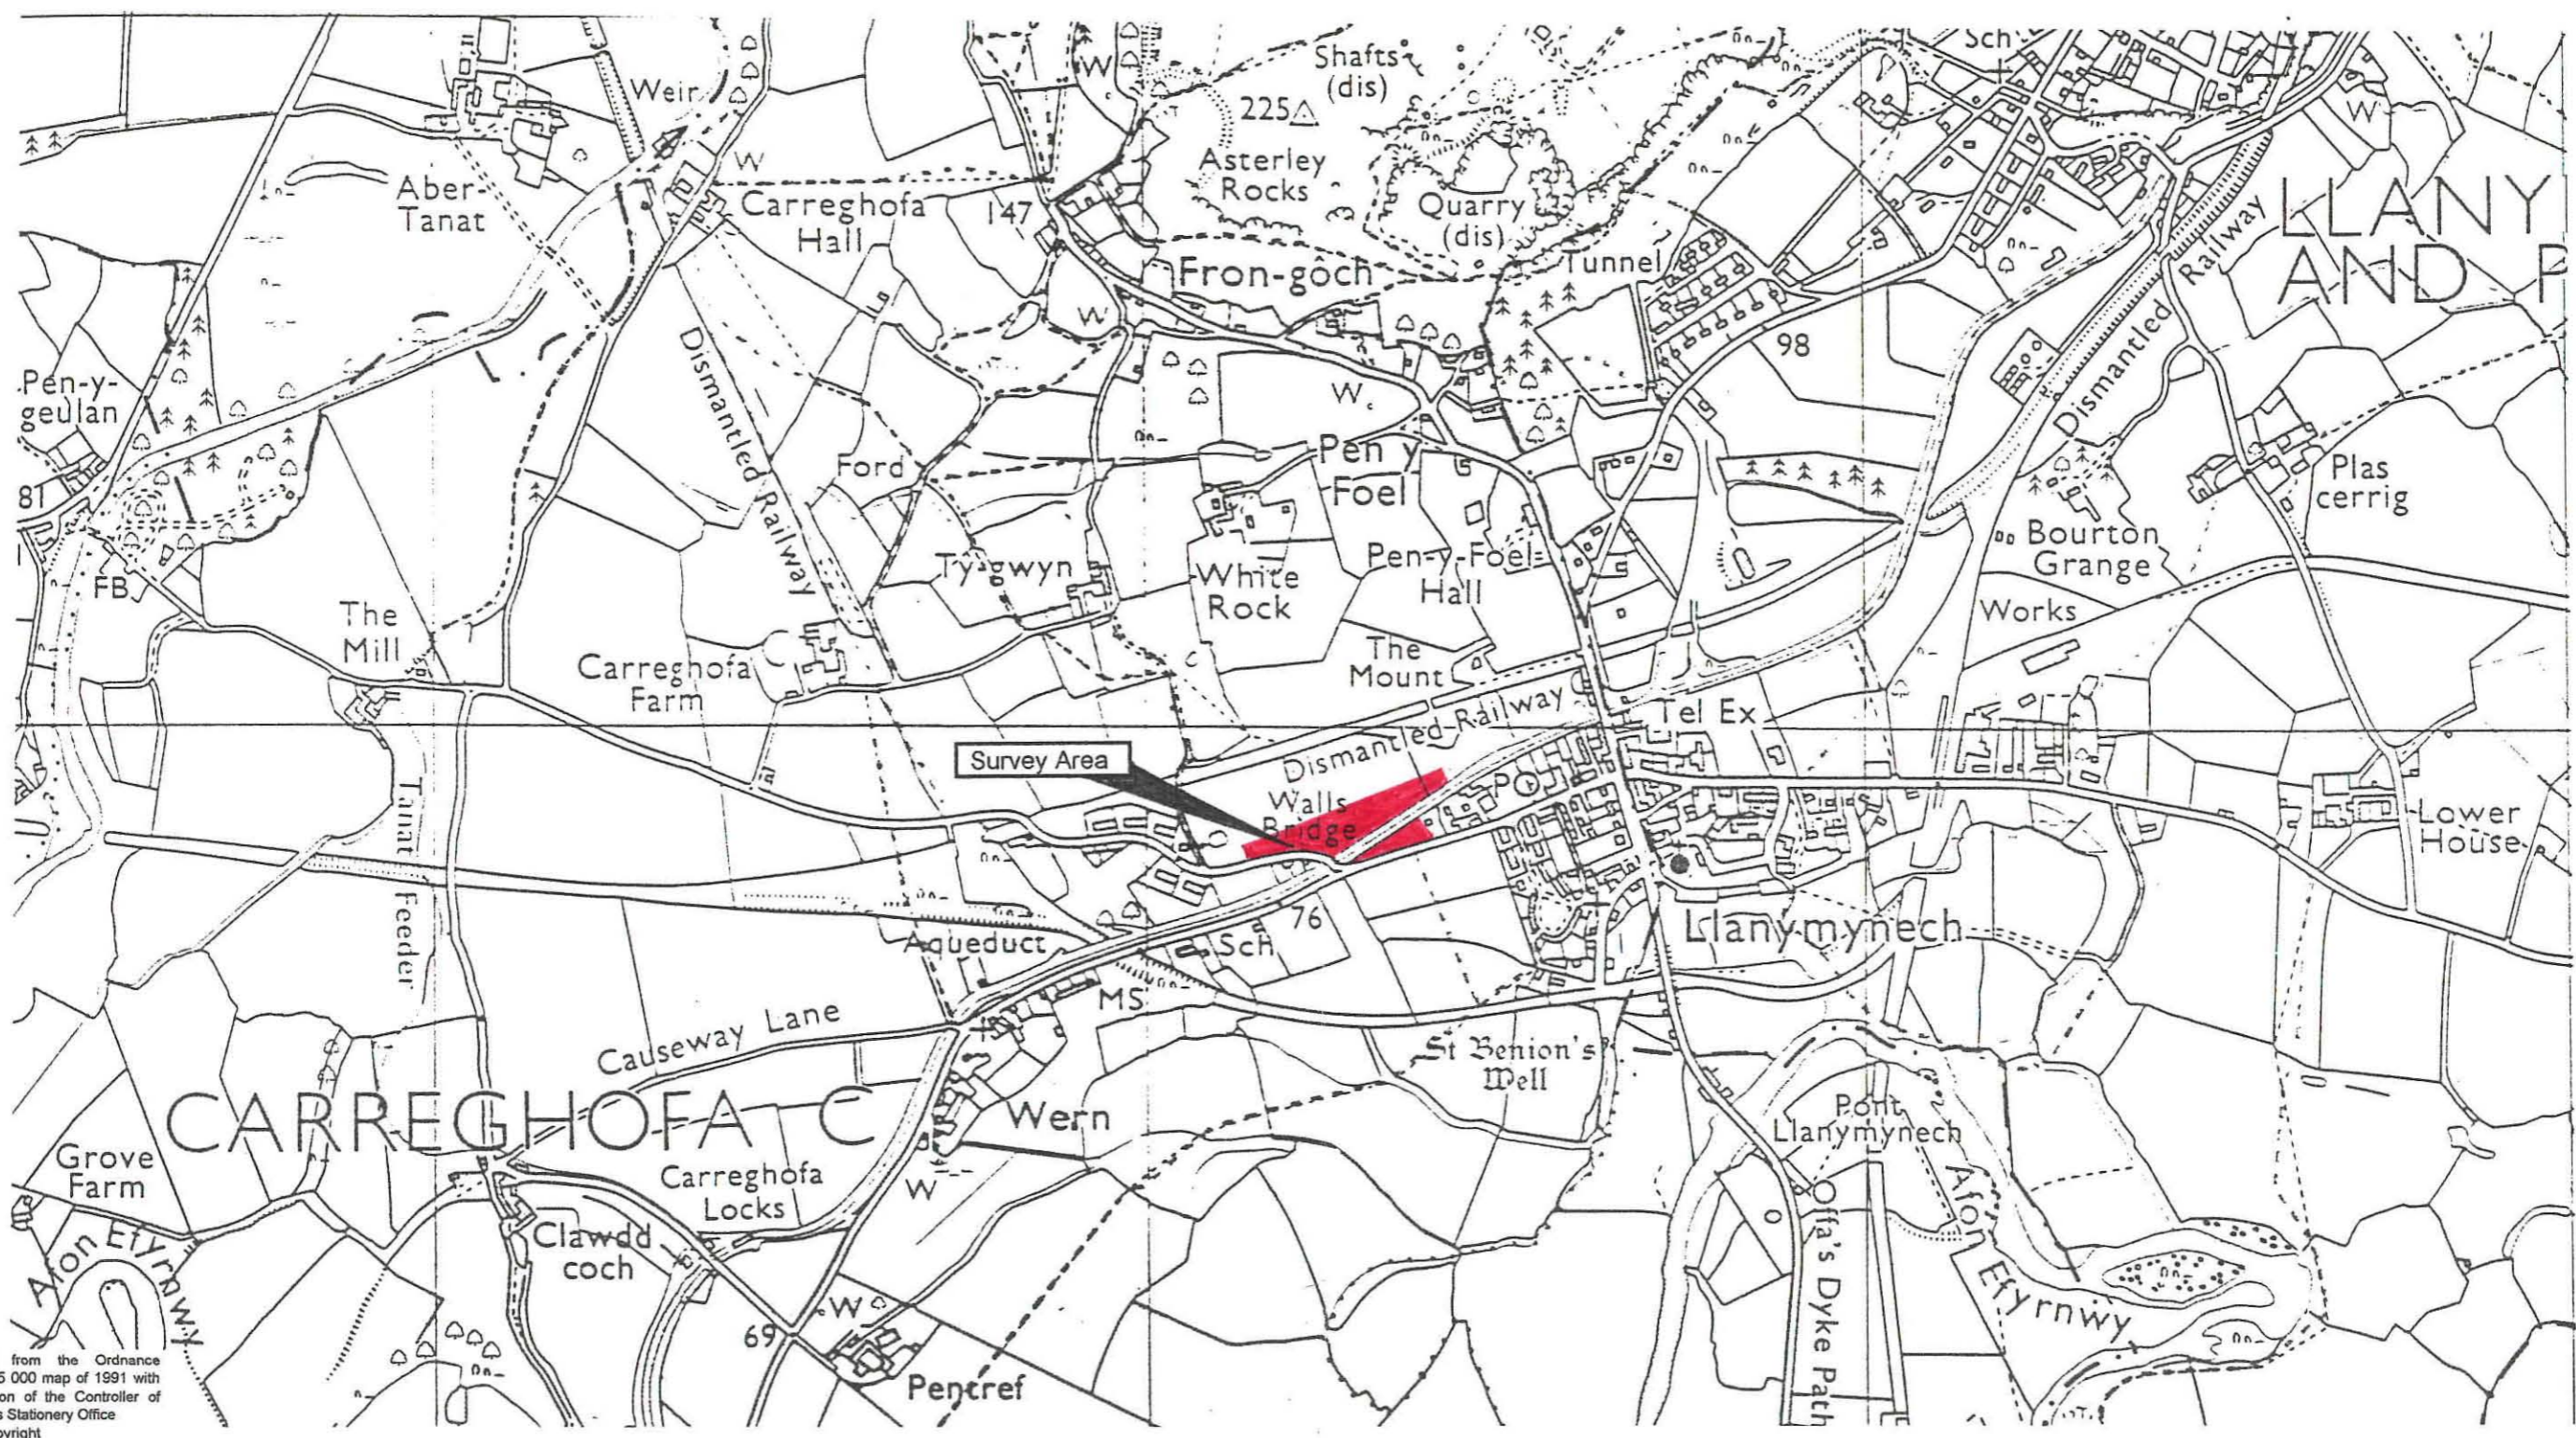 Sch
Shafts
(dis)
W
Weir
225
W
Asterley
Rocks
W
Aber-
Tanat
Carreghofa
Hall
147
Quarry
(dis)
LLANY
AND P
Railway
Fron-gôch
Tunnel
W
Dismantled
98
Pen-y-
geulan
Dismantled Railway
W
Ford
Pen y
Foel
Plas
cerrig
81
FB
Ty-gwyn
White
Rock
Pen-y-Foel
Hall
Bourton
Grange
The
Mill
Works
Carreghofa
Farm
The
Mount
Tel Ex
Dismantled Railway
Survey Area
P
Walls
Bridge
Tanat Feeder
Lower
House
76
Llanymynech
Aqueduct
Sch
MS
Causeway Lane
St Benion's
Well
CARREGHOFA C
Wern
Pont
Llanymynech
Grove
Farm
Carreghofa
Locks
W
Afon Efyrnwy
Clawdd
coch
Offa's Dyke Path
Afon Efyrnwy
W
69
Pentref
from the Ordnance
5 000 map of 1991 with
on of the Controller of
s Stationery Office
pyright